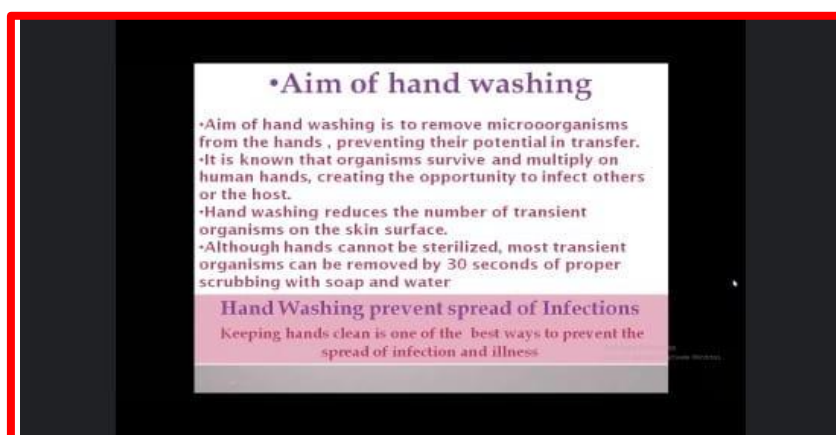 •Aim of hand washing
•Aim of hand washing is to remove microoorganisms
from the hands , preventing their potential in transfer.
•It is known that organisms survive and multiply on
human hands, creating the opportunity to infect others
or the host.
•Hand washing reduces the number of transient
organisms on the skin surface.
•Although hands cannot be sterilized, most transient
organisms can be removed by 30 seconds of proper
scrubbing with soap and water
Hand Washing prevent spread of Infections
Keeping hands clean is one of the best ways to prevent the
spread of infection and illness